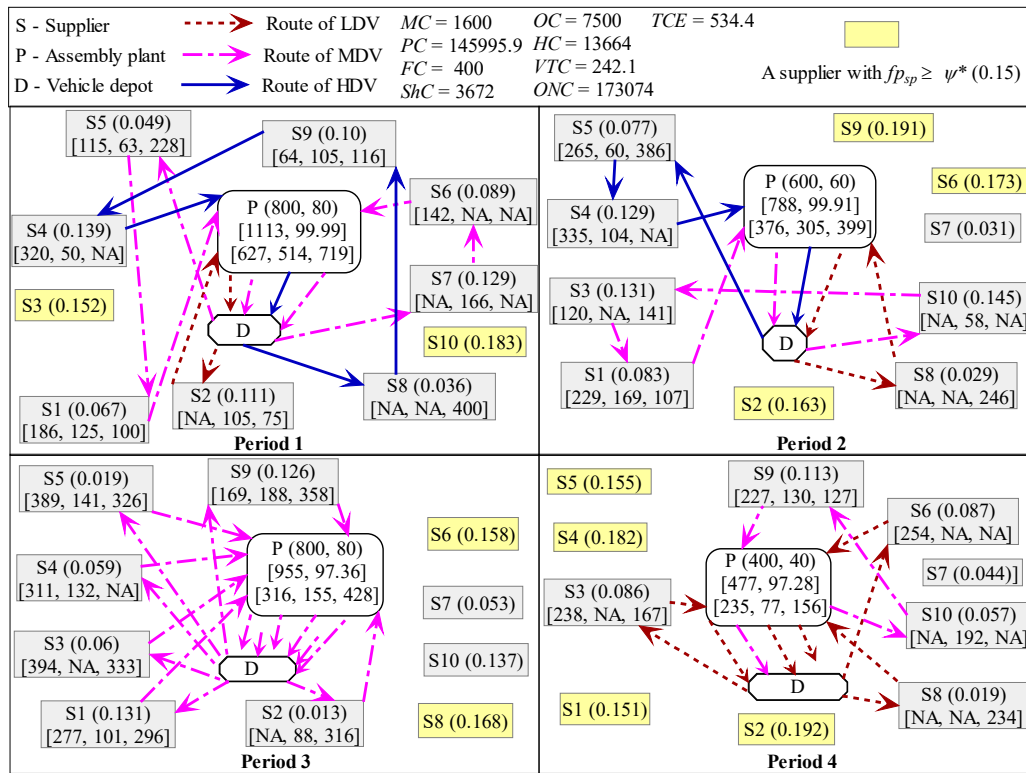 S - Supplier
Route of LDV
MC = 1600
OC = 7500
TCE = 534.4
P - Assembly plant
Route of MDV
PC = 145995.9
HC = 13664
D - Vehicle depot
Route of HDV
FC = 400
VTC = 242.1
ShC = 3672
ONC = 173074
A supplier with fp_sp ≥ ψ* (0.15)
S5 (0.049)
[115, 63, 228]
S9 (0.10)
[64, 105, 116]
S6 (0.089)
[142, NA, NA]
P (800, 80)
[1113, 99.99]
[627, 514, 719]
S4 (0.139)
[320, 50, NA]
S7 (0.129)
[NA, 166, NA]
S3 (0.152)
D
S10 (0.183)
S1 (0.067)
[186, 125, 100]
S2 (0.111)
[NA, 105, 75]
S8 (0.036)
[NA, NA, 400]
Period 1
S5 (0.077)
[265, 60, 386]
S9 (0.191)
S6 (0.173)
P (600, 60)
[788, 99.91]
[376, 305, 399]
S4 (0.129)
[335, 104, NA]
S7 (0.031)
S3 (0.131)
[120, NA, 141]
S10 (0.145)
[NA, 58, NA]
D
S1 (0.083)
[229, 169, 107]
S2 (0.163)
S8 (0.029)
[NA, NA, 246]
Period 2
S5 (0.019)
[389, 141, 326]
S9 (0.126)
[169, 188, 358]
S6 (0.158)
P (800, 80)
[955, 97.36]
[316, 155, 428]
S4 (0.059)
[311, 132, NA]
S7 (0.053)
S3 (0.06)
[394, NA, 333]
S10 (0.137)
D
S1 (0.131)
[277, 101, 296]
S2 (0.013)
[NA, 88, 316]
S8 (0.168)
Period 3
S5 (0.155)
S9 (0.113)
[227, 130, 127]
S6 (0.087)
[254, NA, NA]
S4 (0.182)
P (400, 40)
[477, 97.28]
[235, 77, 156]
S7 (0.044)]
S3 (0.086)
[238, NA, 167]
S10 (0.057)
[NA, 192, NA]
D
S1 (0.151)
S2 (0.192)
S8 (0.019)
[NA, NA, 234]
Period 4